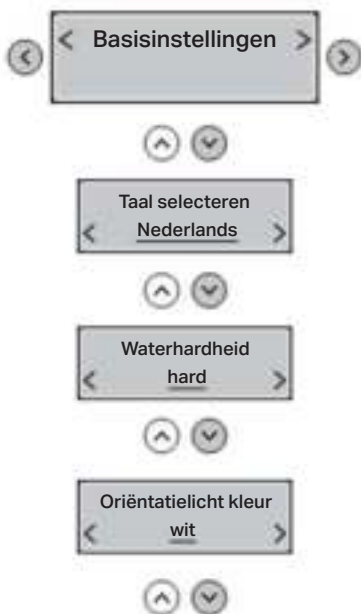 Basisinstellingen
Taal selecteren
Nederlands
Waterhardheid
hard
Oriëntatielicht kleur
wit